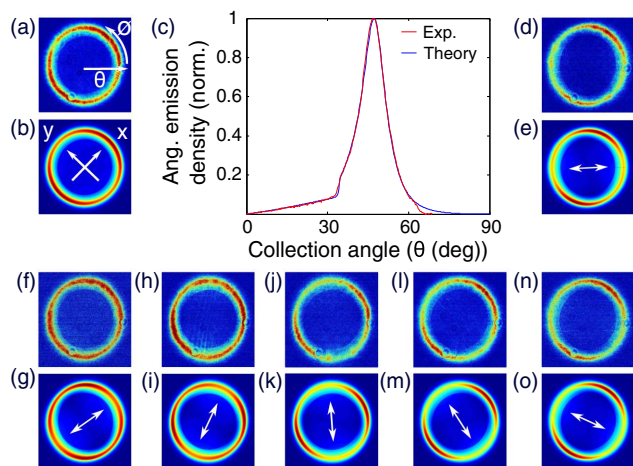 (a)
Ø
θ
(b)
y
x
(c)
1
0.8
0.6
0.4
0.2
0
30
60
90
Ang. emission
density (norm.)
Collection angle (θ (deg))
Exp.
Theory
(d)
(e)
(f)
(h)
(j)
(l)
(n)
(g)
(i)
(k)
(m)
(o)